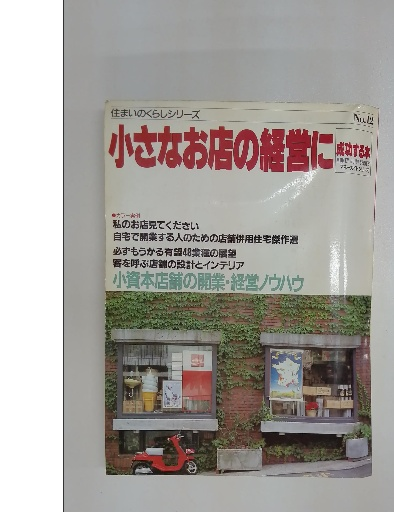 住まいのくらしシリーズ
No.12
小さなお店の経営に
成功する本
●カラー実例
私のお店見てください
自宅で開業する人のための店舗併用住宅傑作選
必ずもうかる有望48業種の展望
客を呼ぶ店舗の設計とインテリア
小資本店舗の開業・経営ノウハウ